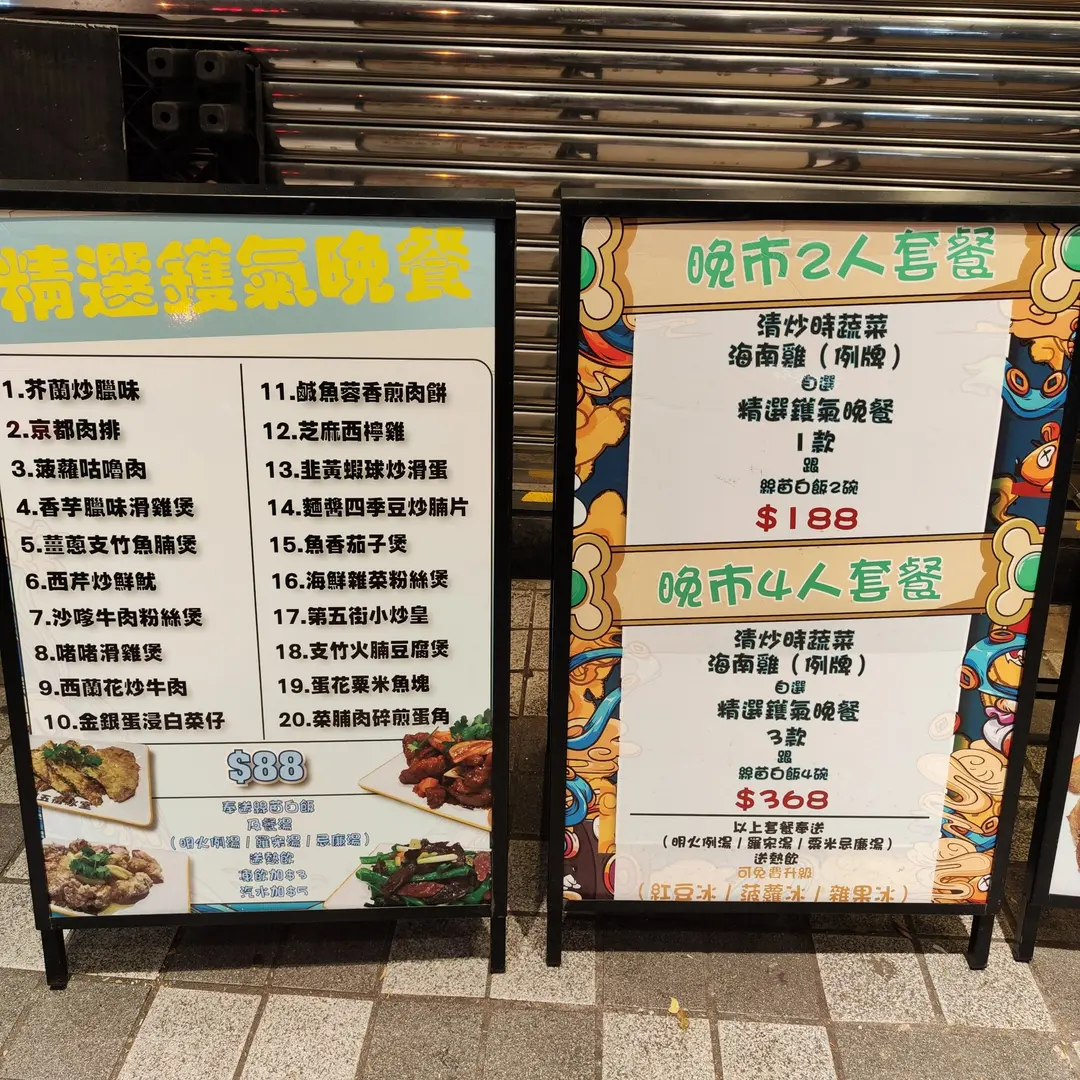 精選鑊氣晚餐
1.芥蘭炒臘味
2.京都肉排
3.菠蘿咕嚕肉
4.香芋臘味滑雞煲
5.薑蔥支竹魚腩煲
6.西芹炒鮮魷
7.沙嗲牛肉粉絲煲
8.啫啫滑雞煲
9.西蘭花炒牛肉
10.金銀蛋浸白菜仔
11.鹹魚蓉香煎肉餅
12.芝麻西檸雞
13.韭黃蝦球炒滑蛋
14.麵醬四季豆炒腩片
15.魚香茄子煲
16.海鮮雜菜粉絲煲
17.第五街小炒皇
18.支竹火腩豆腐煲
19.蛋花粟米魚塊
20.菜脯肉碎煎蛋角
$88
奉送絲苗白飯
及餐湯
(明火例湯/羅宋湯/忌廉湯)
送熱飲
凍飲加$3
汽水加$5
晚市2人套餐
清炒時蔬菜
海南雞(例牌)
自選
精選鑊氣晚餐
1款
跟
絲苗白飯2碗
$188
晚市4人套餐
清炒時蔬菜
海南雞(例牌)
自選
精選鑊氣晚餐
3款
跟
絲苗白飯4碗
$368
以上套餐奉送
(明火例湯/羅宋湯/粟米忌廉湯)
送熱飲
可免費升級
(紅豆冰/菠蘿冰/雜果冰)